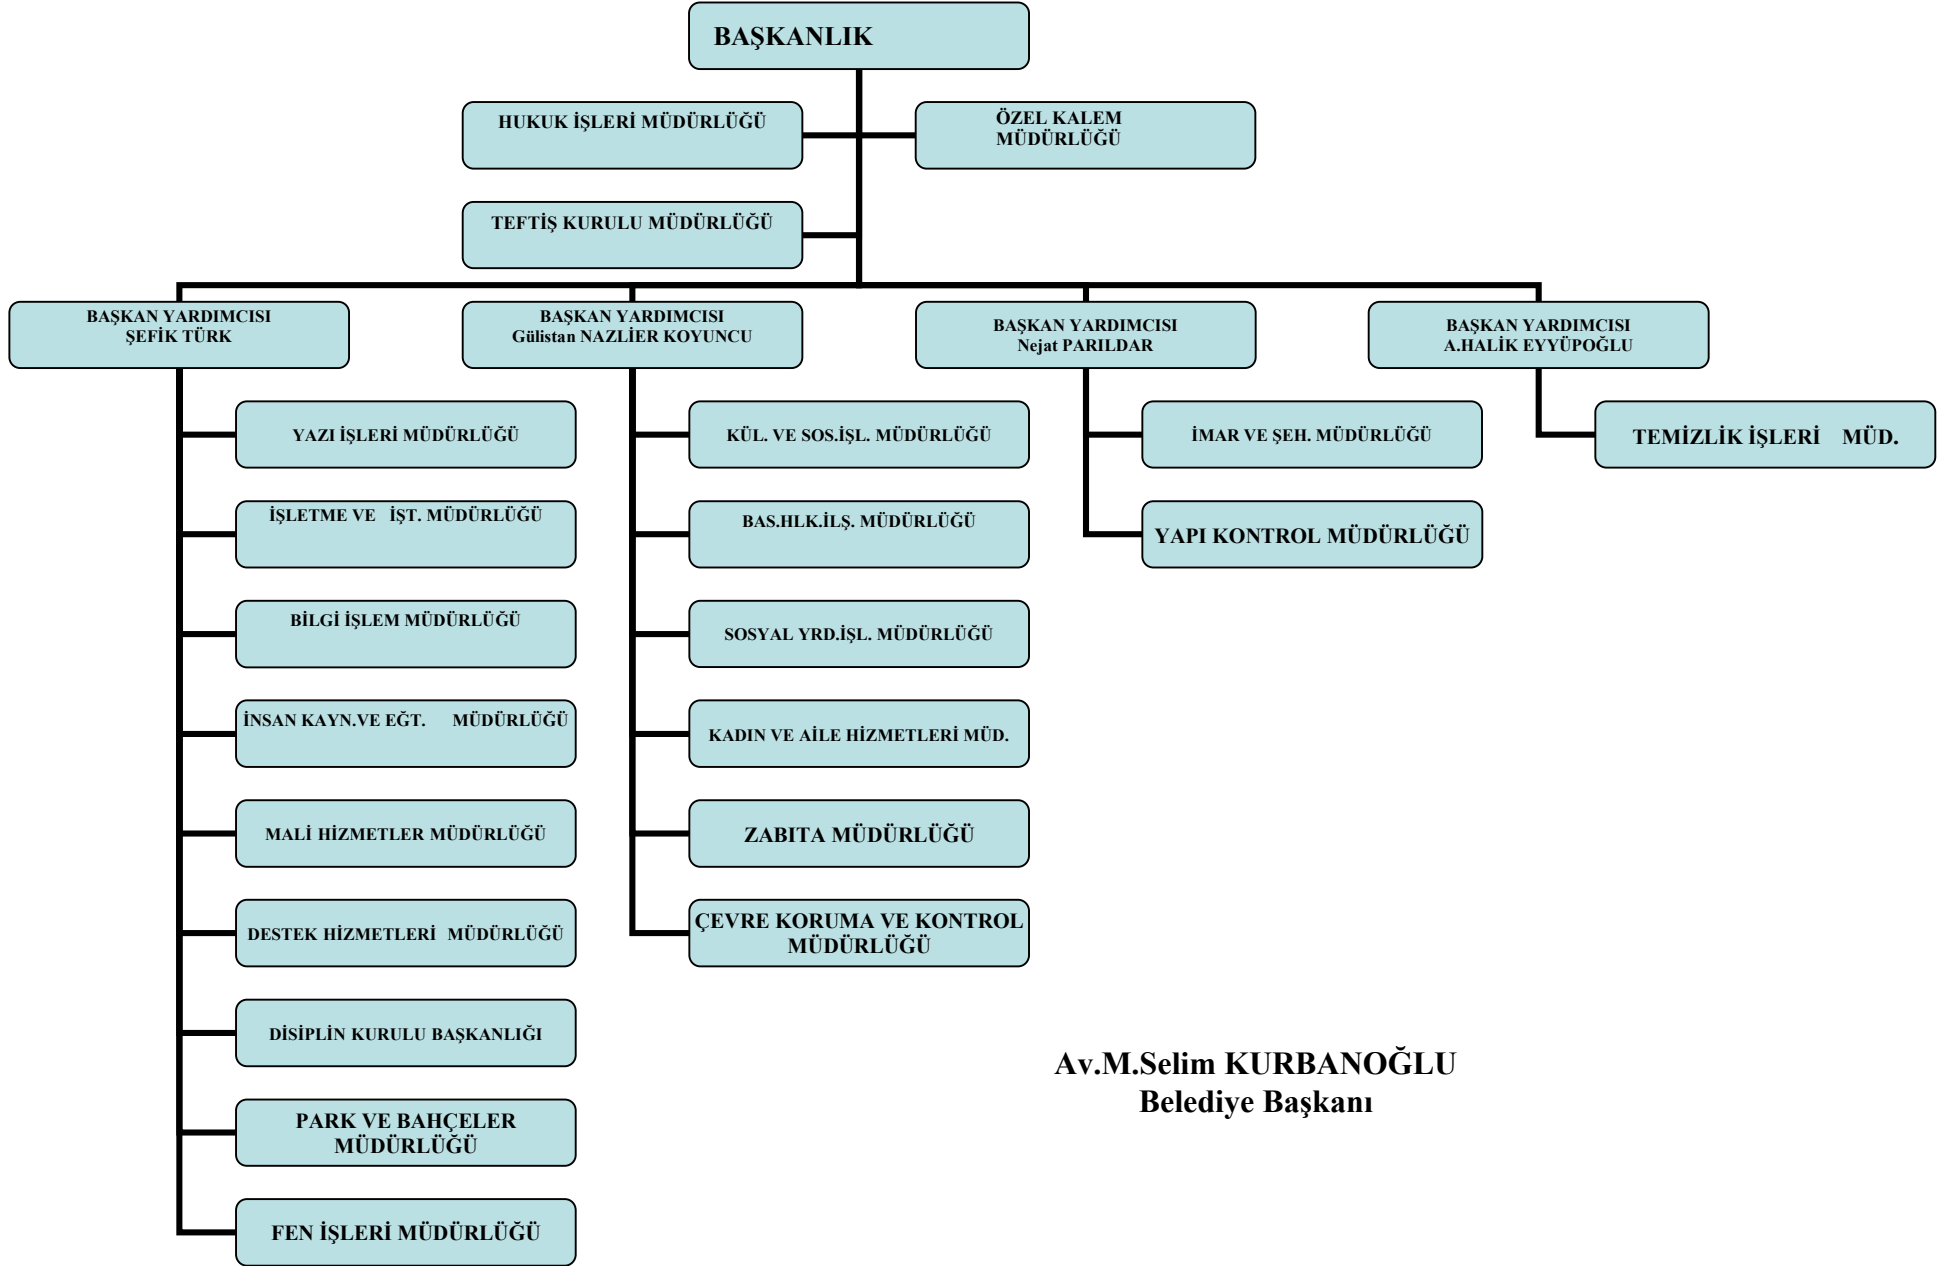 BAŞKANLIK
HUKUK İŞLERİ MÜDÜRLÜĞÜ
ÖZEL KALEM
MÜDÜRLÜĞÜ
TEFTİŞ KURULU MÜDÜRLÜĞÜ
BAŞKAN YARDIMCISI
ŞEFİK TÜRK
BAŞKAN YARDIMCISI
Gülistan NAZLIER KOYUNCU
BAŞKAN YARDIMCISI
Nejat PARILDAR
BAŞKAN YARDIMCISI
A.HALİK EYYÜPOĞLU
YAZI İŞLERİ MÜDÜRLÜĞÜ
İŞLETME VE İŞT. MÜDÜRLÜĞÜ
BİLGİ İŞLEM MÜDÜRLÜĞÜ
İNSAN KAYN.VE EĞT. MÜDÜRLÜĞÜ
MALİ HİZMETLER MÜDÜRLÜĞÜ
DESTEK HİZMETLERİ MÜDÜRLÜĞÜ
DİSİPLİN KURULU BAŞKANLIĞI
PARK VE BAHÇELER
MÜDÜRLÜĞÜ
FEN İŞLERİ MÜDÜRLÜĞÜ
KÜL. VE SOS.İŞL. MÜDÜRLÜĞÜ
BAS.HLK.İLŞ. MÜDÜRLÜĞÜ
SOSYAL YRD.İŞL. MÜDÜRLÜĞÜ
KADIN VE AİLE HİZMETLERİ MÜD.
ZABITA MÜDÜRLÜĞÜ
ÇEVRE KORUMA VE KONTROL
MÜDÜRLÜĞÜ
İMAR VE ŞEH. MÜDÜRLÜĞÜ
YAPI KONTROL MÜDÜRLÜĞÜ
TEMİZLİK İŞLERİ MÜD.
Av.M.Selim KURBANOĞLU
Belediye Başkanı